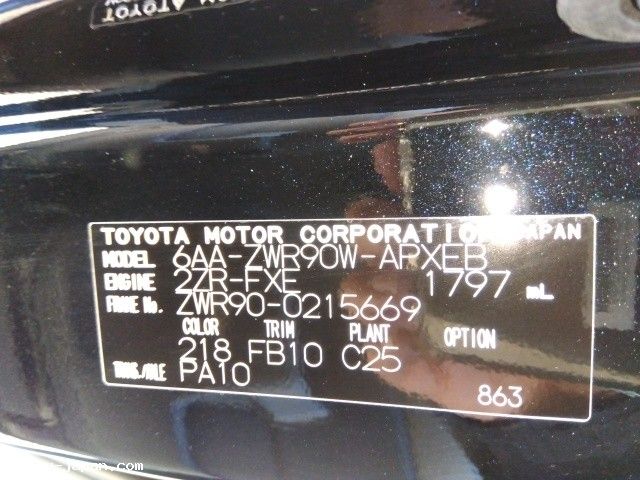 TOYOTA MOTOR CORPORATION JAPAN
MODEL 6AA-ZWR90W-APXEB
ENGINE 2ZR-FXE 1797 mL
FRAME No. ZWR90-0215669
COLOR TRIM PLANT OPTION
218 FB10 C25
TRANS./AXLE PA10
863